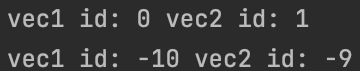 vec1 id: 0 vec2 id: 1
vec1 id: -10 vec2 id: -9